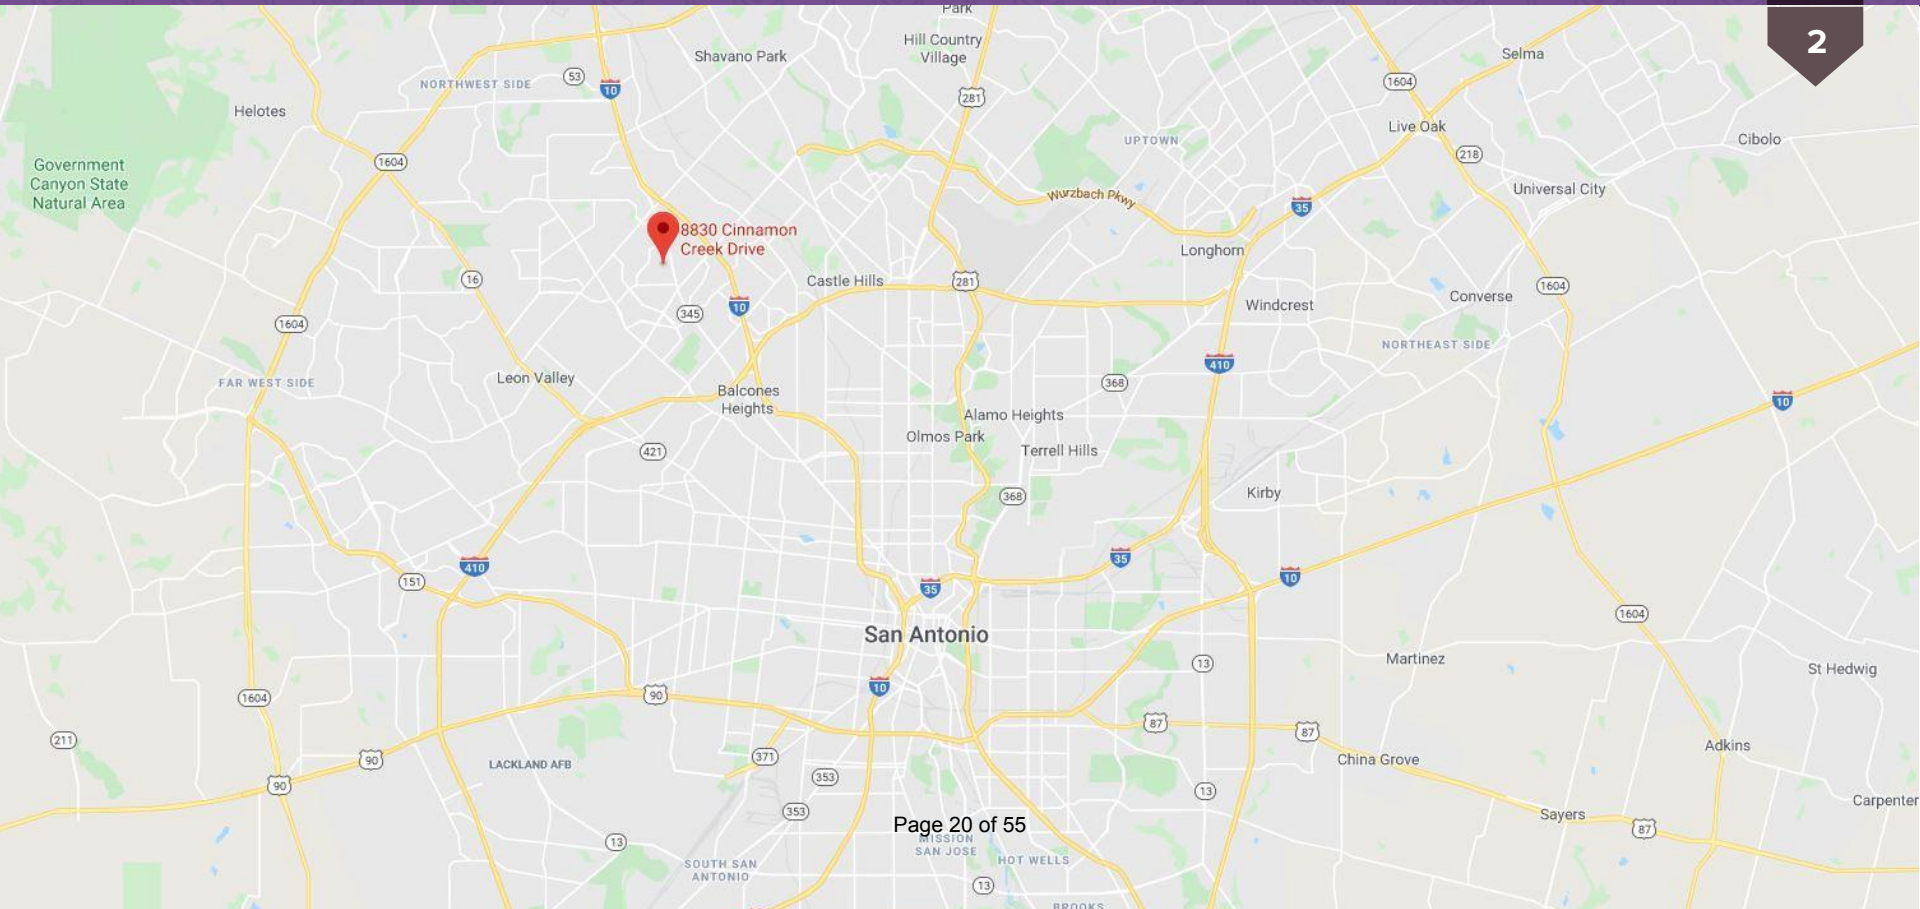 Park
2
Hill Country
Village
Shavano Park
Selma
53
NORTHWEST SIDE
10
281
1604
Helotes
Live Oak
UPTOWN
Cibolo
218
1604
Government
Canyon State
Natural Area
Universal City
Wurzbach Pkwy
35
8830 Cinnamon
Creek Drive
Longhorn
16
Castle Hills
281
1604
Converse
Windcrest
10
345
1604
NORTHEAST SIDE
410
Leon Valley
FAR WEST SIDE
368
Balcones
Heights
10
Alamo Heights
Olmos Park
421
Terrell Hills
368
Kirby
35
410
151
10
35
1604
San Antonio
Martinez
13
St Hedwig
10
90
1604
87
87
211
Adkins
371
90
LACKLAND AFB
China Grove
353
90
13
Carpenter
353
Sayers
Page 20 of 55
87
13
MISSION
SAN JOSE
HOT WELLS
SOUTH SAN
ANTONIO
13
BROOKS